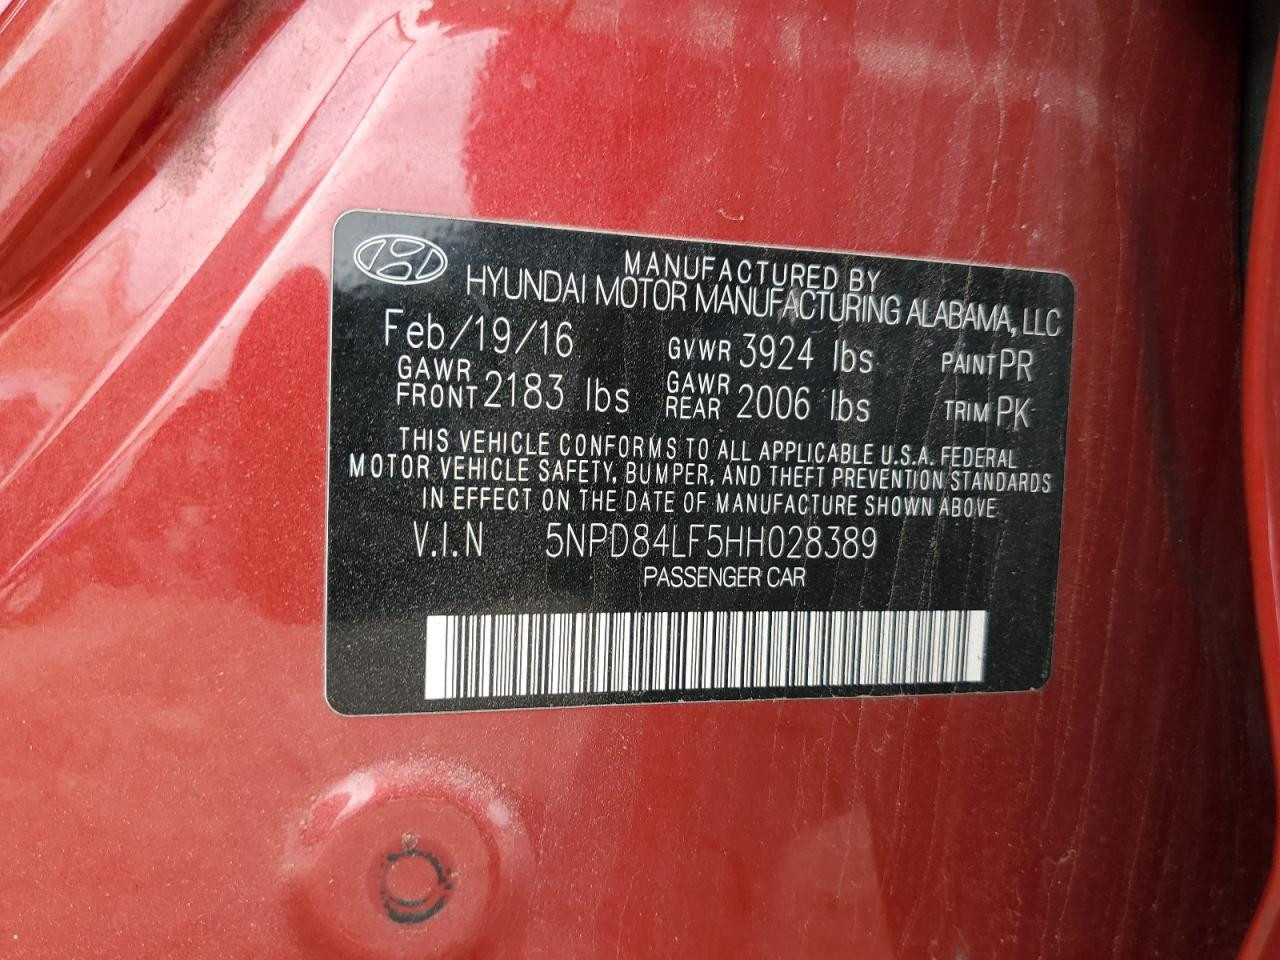 MANUFACTURED BY
HYUNDAI MOTOR MANUFACTURING ALABAMA, LLC
Feb/19/16 GVWR 3924 lbs PAINT PR
GAWR FRONT 2183 lbs GAWR REAR 2006 lbs TRIM PK
THIS VEHICLE CONFORMS TO ALL APPLICABLE U.S.A. FEDERAL
MOTOR VEHICLE SAFETY, BUMPER, AND THEFT PREVENTION STANDARDS
IN EFFECT ON THE DATE OF MANUFACTURE SHOWN ABOVE.
V.I.N 5NPD84LF5HH028389
PASSENGER CAR